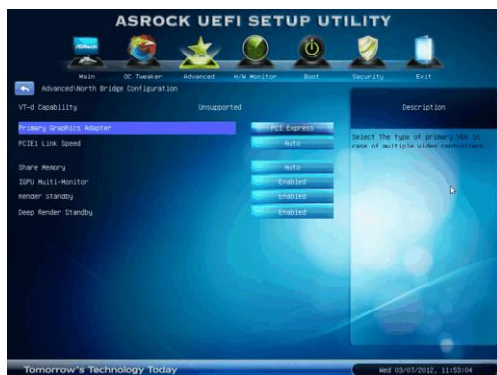 ASROCK UEFI SETUP UTILITY
ASRock
Main OC Tweaker Advanced H/W Monitor Boot Security Exit
Advanced\North Bridge Configuration
VT-d Capability Unsupported
Description
Primary Graphics Adapter PCI Express
Select the type of primary VGA in
case of multiple video controllers.
PCIE1 Link Speed Auto
Share Memory Auto
IGPU Multi-Monitor Enabled
Render Standby Enabled
Deep Render Standby Enabled
Tomorrow's Technology Today
Wed 03/07/2012, 11:53:04